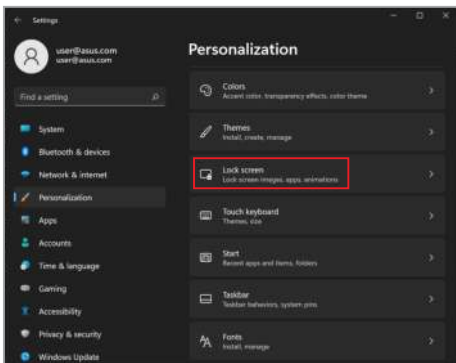 Settings
user@asus.com
user@asus.com
Find a setting
System
Bluetooth & devices
Network & internet
Personalization
Apps
Accounts
Time & language
Gaming
Accessibility
Privacy & security
Windows Update
Personalization
Colors
Accent color, transparency effects, color theme
Themes
Install, create, manage
Lock screen
Lock screen images, apps, animations
Touch keyboard
Themes, size
Start
Recent apps and items, folders
Taskbar
Taskbar behaviors, system pins
Fonts
Install, manage